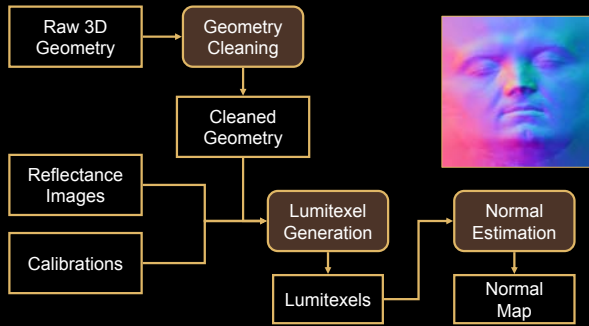 Raw 3D
Geometry
Geometry
Cleaning
Cleaned
Geometry
Reflectance
Images
Calibrations
Lumitexel
Generation
Lumitexels
Normal
Estimation
Normal
Map